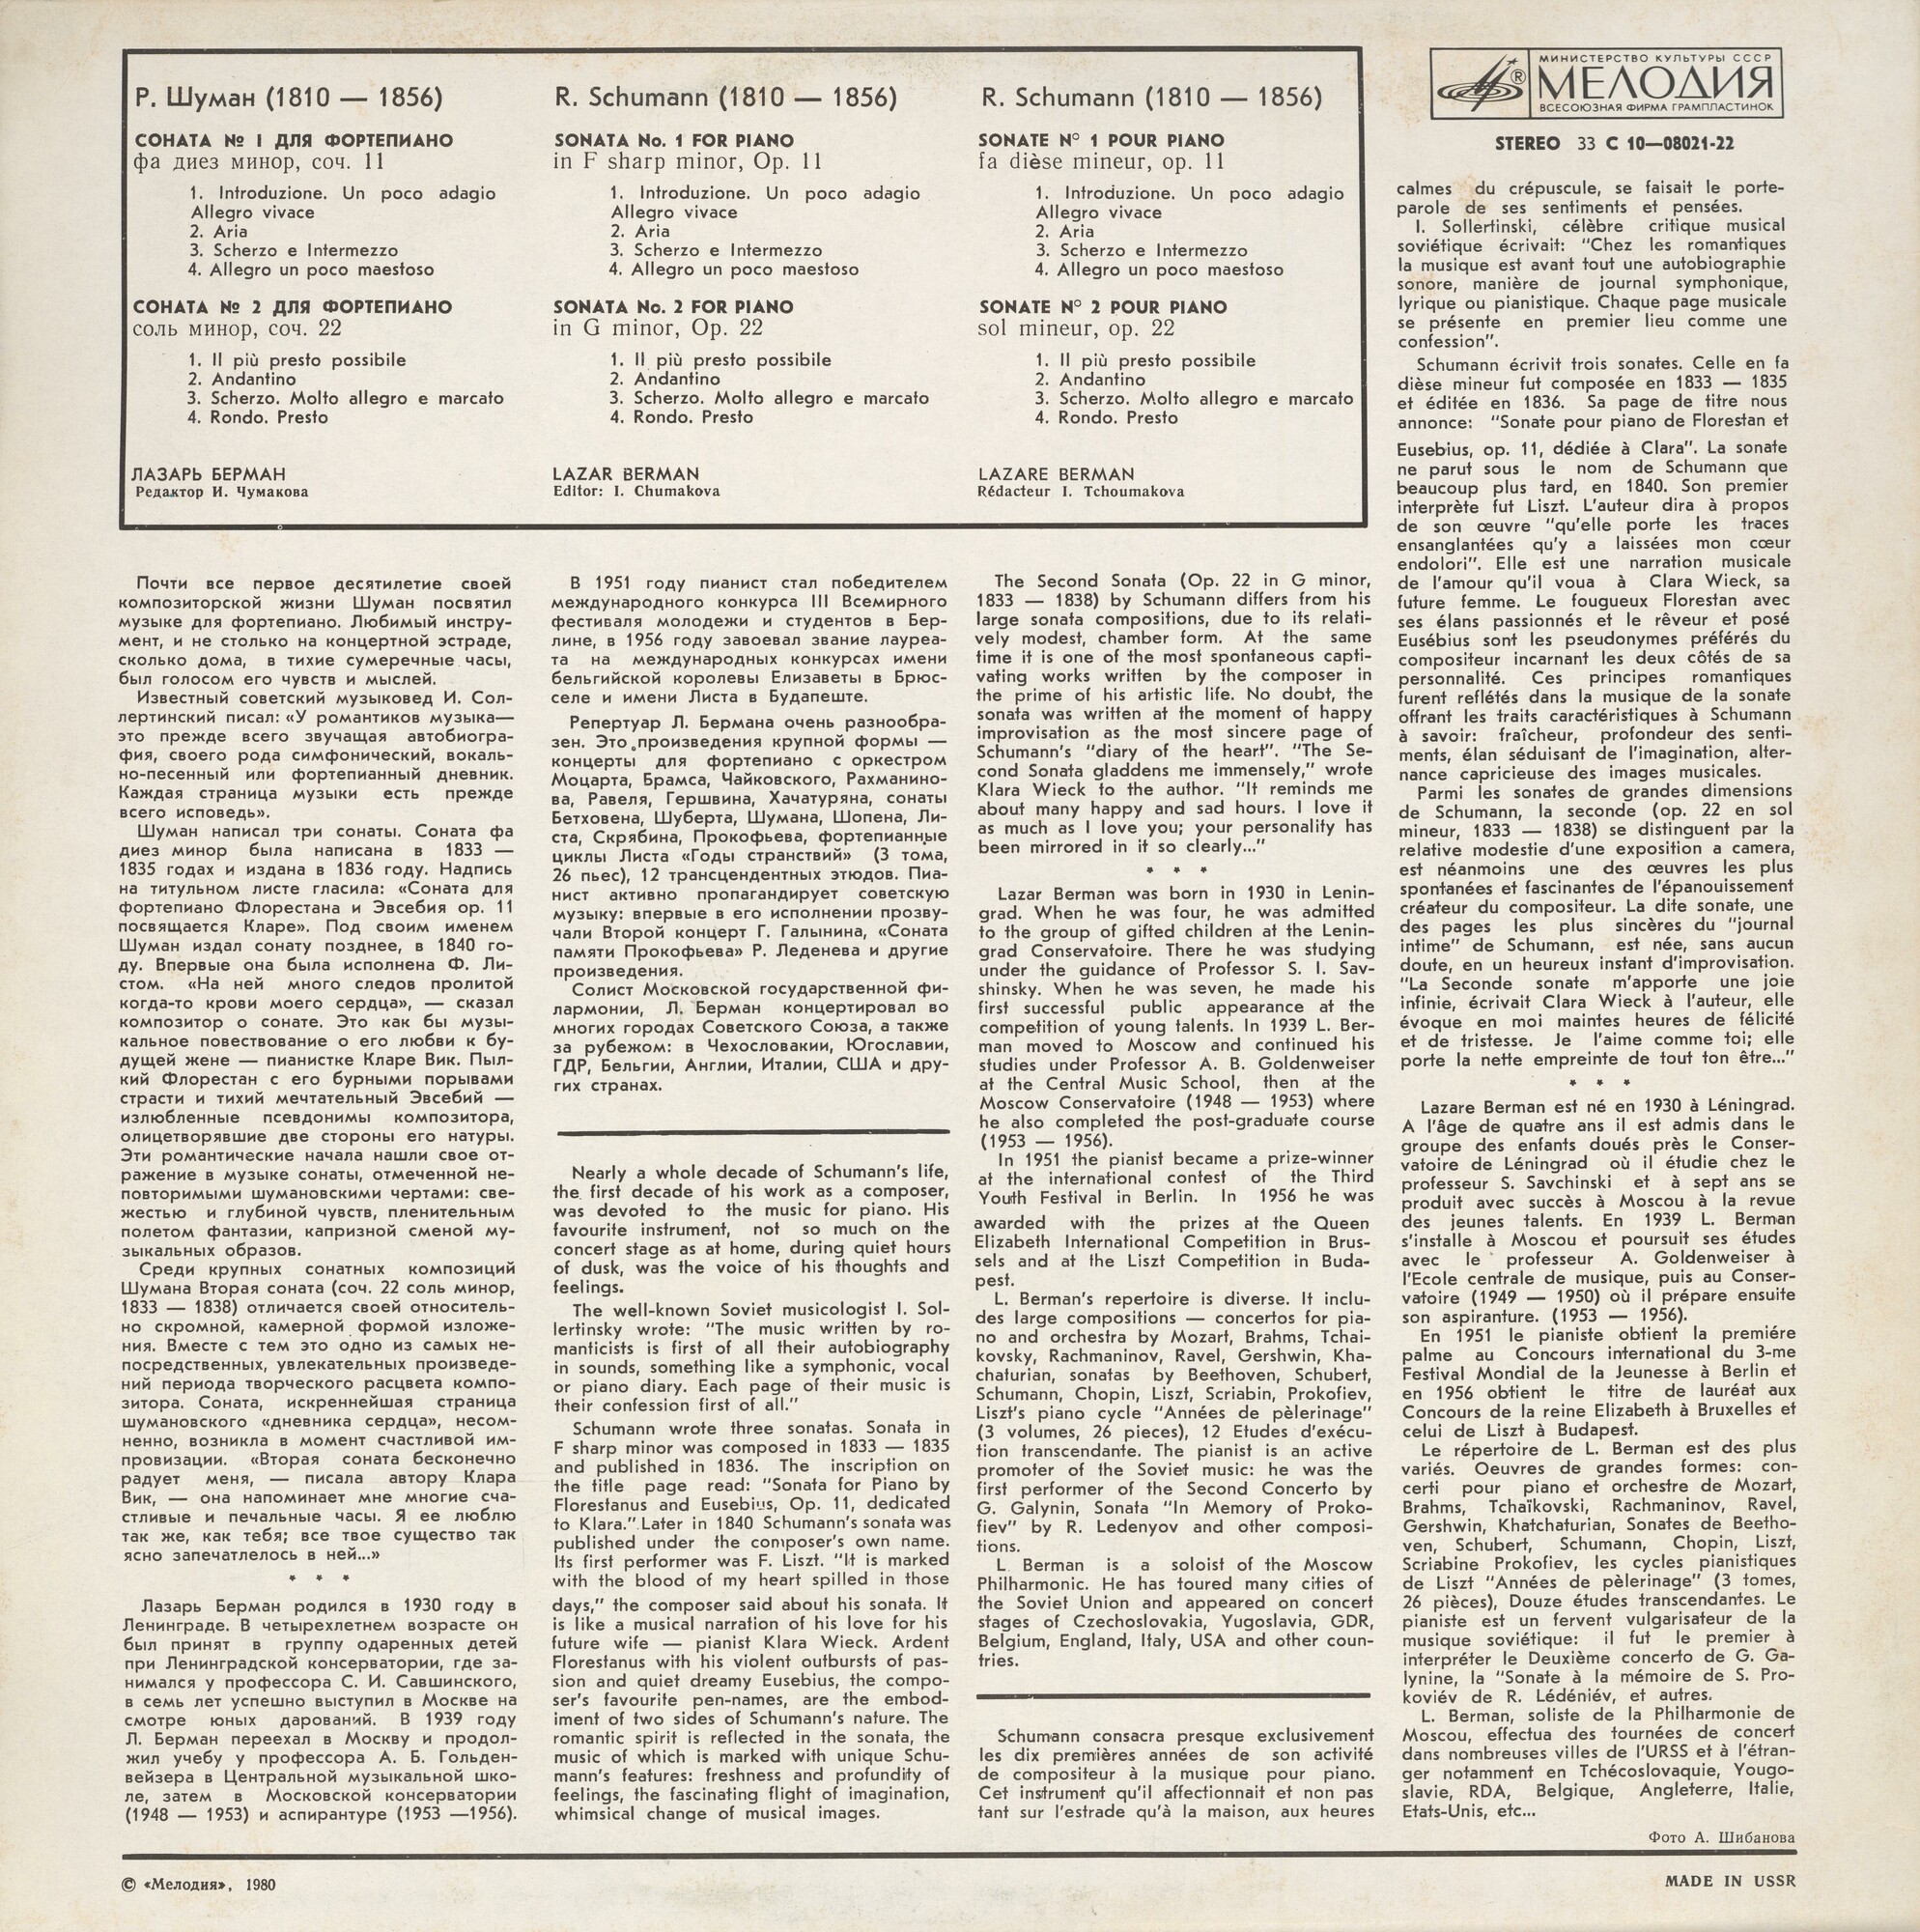 Р. Шуман (1810 — 1856)
СОНАТА № 1 ДЛЯ ФОРТЕПИАНО
фа диез минор, соч. 11
1. Introduzione. Un poco adagio
Allegro vivace
2. Aria
3. Scherzo e Intermezzo
4. Allegro un poco maestoso
СОНАТА № 2 ДЛЯ ФОРТЕПИАНО
соль минор, соч. 22
1. Il più presto possibile
2. Andantino
3. Scherzo. Molto allegro e marcato
4. Rondo. Presto
ЛАЗАРЬ БЕРМАН
Редактор И. Чумакова
R. Schumann (1810 — 1856)
SONATA No. 1 FOR PIANO
in F sharp minor, Op. 11
1. Introduzione. Un poco adagio
Allegro vivace
2. Aria
3. Scherzo e Intermezzo
4. Allegro un poco maestoso
SONATA No. 2 FOR PIANO
in G minor, Op. 22
1. Il più presto possibile
2. Andantino
3. Scherzo. Molto allegro e marcato
4. Rondo. Presto
LAZAR BERMAN
Editor: I. Chumakova
R. Schumann (1810 — 1856)
SONATE N° 1 POUR PIANO
fa dièse mineur, op. 11
1. Introduzione. Un poco adagio
Allegro vivace
2. Aria
3. Scherzo e Intermezzo
4. Allegro un poco maestoso
SONATE N° 2 POUR PIANO
sol mineur, op. 22
1. Il più presto possibile
2. Andantino
3. Scherzo. Molto allegro e marcato
4. Rondo. Presto
LAZARE BERMAN
Rédacteur I. Tchoumakova
МИНИСТЕРСТВО КУЛЬТУРЫ СССР
® МЕЛОДИЯ
ВСЕСОЮЗНАЯ ФИРМА ГРАМПЛАСТИНОК
STEREO 33 С 10—08021-22
Почти все первое десятилетие своей
композиторской жизни Шуман посвятил
музыке для фортепиано. Любимый инстру-
мент, и не столько на концертной эстраде,
сколько дома, в тихие сумеречные часы,
был голосом его чувств и мыслей.
Известный советский музыковед И. Сол-
лертинский писал: «У романтиков музыка—
это прежде всего звучащая автобиогра-
фия, своего рода симфонический, вокаль-
но-песенный или фортепианный дневник.
Каждая страница музыки есть прежде
всего исповедь».
Шуман написал три сонаты. Соната фа
диез минор была написана в 1833 —
1835 годах и издана в 1836 году. Надпись
на титульном листе гласила: «Соната для
фортепиано Флорестана и Эвсебия ор. 11
посвящается Кларе». Под своим именем
Шуман издал сонату позднее, в 1840 го-
ду. Впервые она была исполнена Ф. Ли-
стом. «На ней много следов пролитой
когда-то крови моего сердца», — сказал
композитор о сонате. Это как бы музы-
кальное повествование о его любви к бу-
дущей жене — пианистке Кларе Вик. Пыл-
кий Флорестан с его бурными порывами
страсти и тихий мечтательный Эвсебий —
излюбленные псевдонимы композитора,
олицетворявшие две стороны его натуры.
Эти романтические начала нашли свое от-
ражение в музыке сонаты, отмеченной не-
повторимыми шумановскими чертами: све-
жестью и глубиной чувств, пленительным
полетом фантазии, капризной сменой му-
зыкальных образов.
Среди крупных сонатных композиций
Шумана Вторая соната (соч. 22 соль минор,
1833 — 1838) отличается своей относитель-
но скромной, камерной формой изложе-
ния. Вместе с тем это одно из самых не-
посредственных, увлекательных произведе-
ний периода творческого расцвета компо-
зитора. Соната, искреннейшая страница
шумановского «дневника сердца», несом-
ненно, возникла в момент счастливой им-
провизации. «Вторая соната бесконечно
радует меня, — писала автору Клара
Вик, — она напоминает мне многие сча-
стливые и печальные часы. Я ее люблю
так же, как тебя; все твое существо так
ясно запечатлелось в ней...»
* * *
Лазарь Берман родился в 1930 году в
Ленинграде. В четырехлетнем возрасте он
был принят в группу одаренных детей
при Ленинградской консерватории, где за-
нимался у профессора С. И. Савшинского,
в семь лет успешно выступил в Москве на
смотре юных дарований. В 1939 году
Л. Берман переехал в Москву и продол-
жил учебу у профессора А. Б. Гольден-
вейзера в Центральной музыкальной шко-
ле, затем в Московской консерватории
(1948 — 1953) и аспирантуре (1953 —1956).
В 1951 году пианист стал победителем
международного конкурса III Всемирного
фестиваля молодежи и студентов в Бер-
лине, в 1956 году завоевал звание лауреа-
та на международных конкурсах имени
бельгийской королевы Елизаветы в Брюс-
селе и имени Листа в Будапеште.
Репертуар Л. Бермана очень разнообра-
зен. Это произведения крупной формы —
концерты для фортепиано с оркестром
Моцарта, Брамса, Чайковского, Рахманино-
ва, Равеля, Гершвина, Хачатуряна, сонаты
Бетховена, Шуберта, Шумана, Шопена, Ли-
ста, Скрябина, Прокофьева, фортепианные
циклы Листа «Годы странствий» (3 тома,
26 пьес), 12 трансцендентных этюдов. Пиа-
нист активно пропагандирует советскую
музыку: впервые в его исполнении прозву-
чали Второй концерт Г. Галынина, «Соната
памяти Прокофьева» Р. Леденева и другие
произведения.
Солист Московской государственной фи-
лармонии, Л. Берман концертировал во
многих городах Советского Союза, а также
за рубежом: в Чехословакии, Югославии,
ГДР, Бельгии, Англии, Италии, США и дру-
гих странах.
Nearly a whole decade of Schumann's life,
the first decade of his work as a composer,
was devoted to the music for piano. His
favourite instrument, not so much on the
concert stage as at home, during quiet hours
of dusk, was the voice of his thoughts and
feelings.
The well-known Soviet musicologist I. Sol-
lertinsky wrote: "The music written by ro-
manticists is first of all their autobiography
in sounds, something like a symphonic, vocal
or piano diary. Each page of their music is
their confession first of all."
Schumann wrote three sonatas. Sonata in
F sharp minor was composed in 1833 — 1835
and published in 1836. The inscription on
the title page read: "Sonata for Piano by
Florestanus and Eusebius, Op. 11, dedicated
to Klara." Later in 1840 Schumann's sonata was
published under the composer's own name.
Its first performer was F. Liszt. "It is marked
with the blood of my heart spilled in those
days," the composer said about his sonata. It
is like a musical narration of his love for his
future wife — pianist Klara Wieck. Ardent
Florestanus with his violent outbursts of pas-
sion and quiet dreamy Eusebius, the compo-
ser's favourite pen-names, are the embod-
iment of two sides of Schumann's nature. The
romantic spirit is reflected in the sonata, the
music of which is marked with unique Schu-
mann's features: freshness and profundity of
feelings, the fascinating flight of imagination,
whimsical change of musical images.
The Second Sonata (Op. 22 in G minor,
1833 — 1838) by Schumann differs from his
large sonata compositions, due to its relati-
vely modest, chamber form. At the same
time it is one of the most spontaneous capti-
vating works written by the composer in
the prime of his artistic life. No doubt, the
sonata was written at the moment of happy
improvisation as the most sincere page of
Schumann's "diary of the heart". "The Se-
cond Sonata gladdens me immensely," wrote
Klara Wieck to the author. "It reminds me
about many happy and sad hours. I love it
as much as I love you; your personality has
been mirrored in it so clearly..."
* * *
Lazar Berman was born in 1930 in Lenin-
grad. When he was four, he was admitted
to the group of gifted children at the Lenin-
grad Conservatoire. There he was studying
under the guidance of Professor S. I. Sav-
shinsky. When he was seven, he made his
first successful public appearance at the
competition of young talents. In 1939 L. Ber-
man moved to Moscow and continued his
studies under Professor A. B. Goldenweiser
at the Central Music School, then at the
Moscow Conservatoire (1948 — 1953) where
he also completed the post-graduate course
(1953 — 1956).
In 1951 the pianist became a prize-winner
at the international contest of the Third
Youth Festival in Berlin. In 1956 he was
awarded with the prizes at the Queen
Elizabeth International Competition in Brus-
sels and at the Liszt Competition in Buda-
pest.
L. Berman's repertoire is diverse. It inclu-
des large compositions — concertos for pia-
no and orchestra by Mozart, Brahms, Tchai-
kovsky, Rachmaninov, Ravel, Gershwin, Kha-
chaturian, sonatas by Beethoven, Schubert,
Schumann, Chopin, Liszt, Scriabin, Prokofiev,
Liszt's piano cycle "Années de pèlerinage"
(3 volumes, 26 pieces), 12 Etudes d'exécu-
tion transcendante. The pianist is an active
promoter of the Soviet music: he was the
first performer of the Second Concerto by
G. Galynin, Sonata "In Memory of Proko-
fiev" by R. Ledenyov and other composi-
tions.
L. Berman is a soloist of the Moscow
Philharmonic. He has toured many cities of
the Soviet Union and appeared on concert
stages of Czechoslovakia, Yugoslavia, GDR,
Belgium, England, Italy, USA and other coun-
tries.
Schumann consacra presque exclusivement
les dix premières années de son activité
de compositeur à la musique pour piano.
Cet instrument qu'il affectionnait et non pas
tant sur l'estrade qu'à la maison, aux heures
calmes du crépuscule, se faisait le porte-
parole de ses sentiments et pensées.
I. Sollertinski, célèbre critique musical
soviétique écrivait: "Chez les romantiques
la musique est avant tout une autobiographie
sonore, manière de journal symphonique,
lyrique ou pianistique. Chaque page musicale
se présente en premier lieu comme une
confession".
Schumann écrivit trois sonates. Celle en fa
dièse mineur fut composée en 1833 — 1835
et éditée en 1836. Sa page de titre nous
annonce: "Sonate pour piano de Florestan et
Eusebius, op. 11, dédiée à Clara". La sonate
ne parut sous le nom de Schumann que
beaucoup plus tard, en 1840. Son premier
interprète fut Liszt. L'auteur dira à propos
de son œuvre "qu'elle porte les traces
ensanglantées qu'y a laissées mon cœur
endolori". Elle est une narration musicale
de l'amour qu'il voua à Clara Wieck, sa
future femme. Le fougueux Florestan avec
ses élans passionnés et le rêveur et posé
Eusébius sont les pseudonymes préférés du
compositeur incarnant les deux côtés de sa
personnalité. Ces principes romantiques
furent reflétés dans la musique de la sonate
offrant les traits caractéristiques à Schumann
à savoir: fraîcheur, profondeur des senti-
ments, élan séduisant de l'imagination, alter-
nance capricieuse des images musicales.
Parmi les sonates de grandes dimensions
de Schumann, la seconde (op. 22 en sol
mineur, 1833 — 1838) se distinguent par la
relative modestie d'une exposition a camera,
est néanmoins une des œuvres les plus
spontanées et fascinantes de l'épanouissement
créateur du compositeur. La dite sonate, une
des pages les plus sincères du "journal
intime" de Schumann, est née, sans aucun
doute, en un heureux instant d'improvisation.
"La Seconde sonate m'apporte une joie
infinie, écrivait Clara Wieck à l'auteur, elle
évoque en moi maintes heures de félicité
et de tristesse. Je l'aime comme toi; elle
porte la nette empreinte de tout ton être..."
* * *
Lazare Berman est né en 1930 à Léningrad.
A l'âge de quatre ans il est admis dans le
groupe des enfants doués près le Conser-
vatoire de Léningrad où il étudie chez le
professeur S. Savchinski et à sept ans se
produit avec succès à Moscou à la revue
des jeunes talents. En 1939 L. Berman
s'installe à Moscou et poursuit ses études
avec le professeur A. Goldenweiser à
l'Ecole centrale de musique, puis au Conser-
vatoire (1949 — 1950) où il prépare ensuite
son aspiranture. (1953 — 1956).
En 1951 le pianiste obtient la premiére
palme au Concours international du 3-me
Festival Mondial de la Jeunesse à Berlin et
en 1956 obtient le titre de lauréat aux
Concours de la reine Elizabeth à Bruxelles et
celui de Liszt à Budapest.
Le répertoire de L. Berman est des plus
variés. Oeuvres de grandes formes: con-
certi pour piano et orchestre de Mozart,
Brahms, Tchaïkovski, Rachmaninov, Ravel,
Gershwin, Khatchaturian, Sonates de Beetho-
ven, Schubert, Schumann, Chopin, Liszt,
Scriabine Prokofiev, les cycles pianistiques
de Liszt "Années de pèlerinage" (3 tomes,
26 pièces), Douze études transcendantes. Le
pianiste est un fervent vulgarisateur de la
musique soviétique: il fut le premier à
interpréter le Deuxième concerto de G. Ga-
lynine, la "Sonate à la mémoire de S. Pro-
koviév de R. Lédéniév, et autres.
L. Berman, soliste de la Philharmonie de
Moscou, effectua des tournées de concert
dans nombreuses villes de l'URSS et à l'étran-
ger notamment en Tchécoslovaquie, Yougo-
slavie, RDA, Belgique, Angleterre, Italie,
Etats-Unis, etc...
Фото А. Шибанова
© «Мелодия», 1980
MADE IN USSR